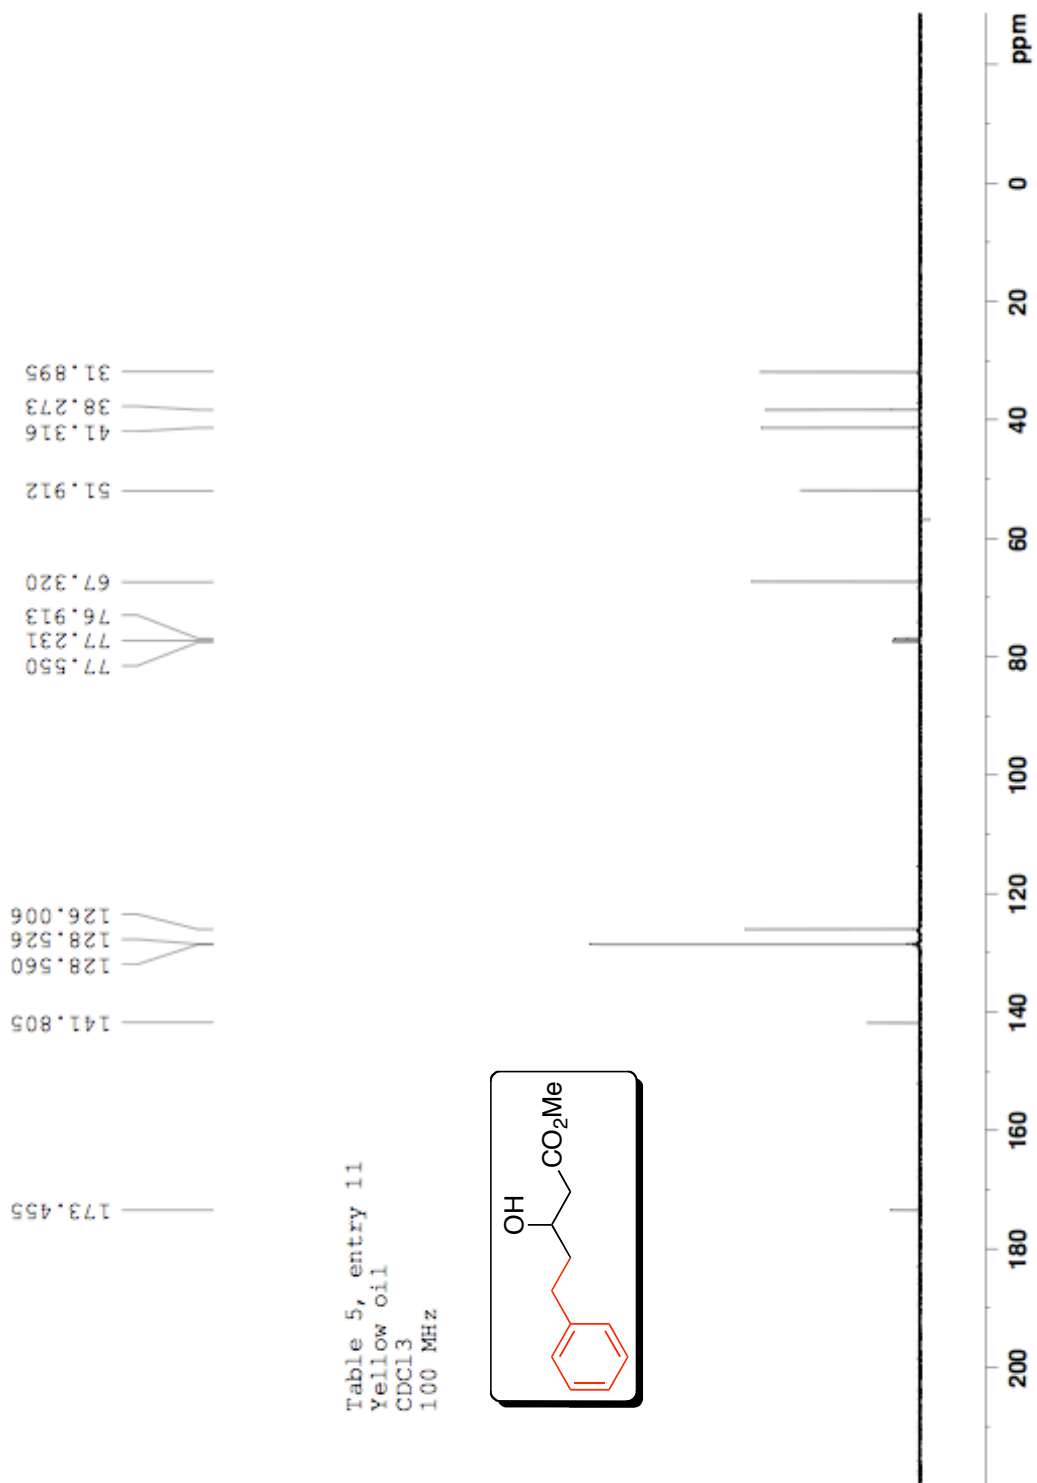 173.455
141.805
128.560
128.526
126.006
77.550
77.231
76.913
67.320
51.912
41.316
38.273
31.895
Table 5, entry 11
Yellow oil
CDCl3
100 MHz
OH
CO2Me
200 180 160 140 120 100 80 60 40 20 0 ppm